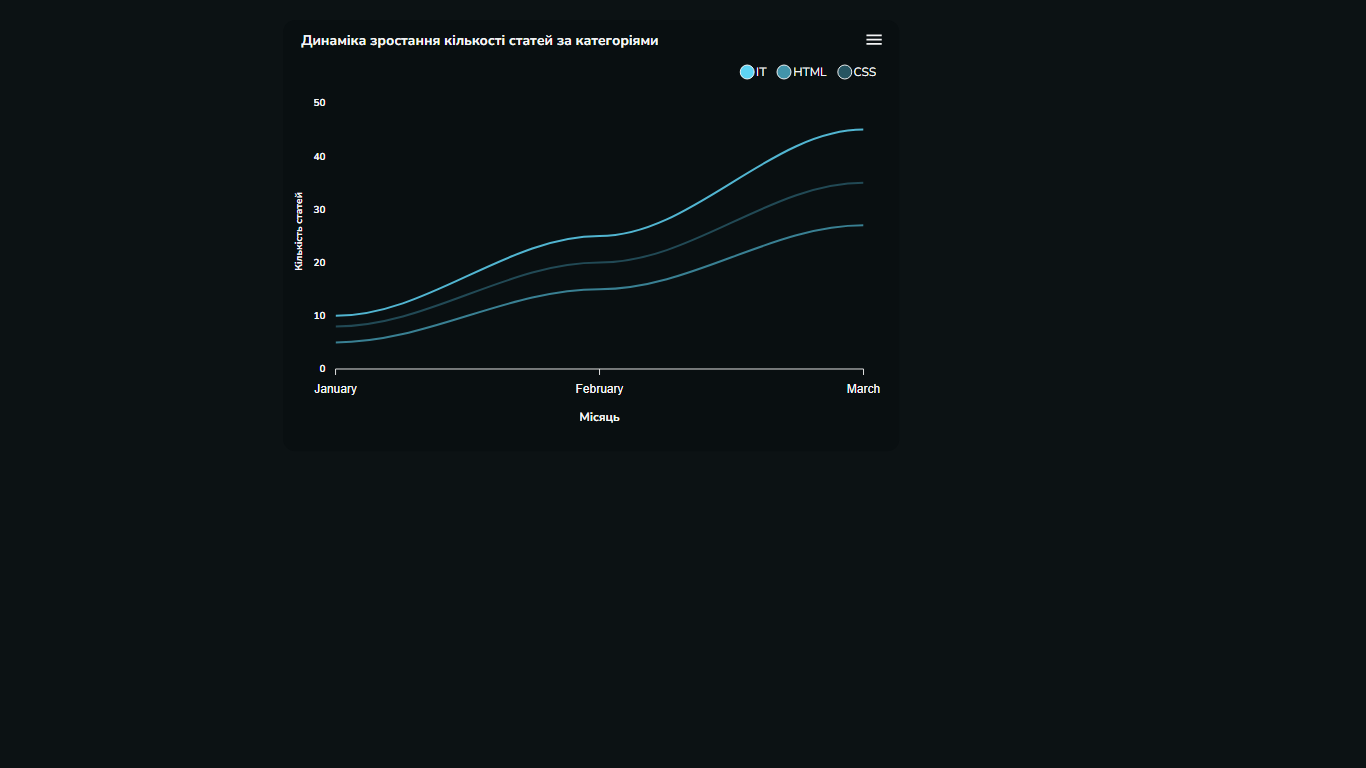 Динаміка зростання кількості статей за категоріями
IT HTML CSS
50
40
30
20
10
0
Кількість статей
January February March
Місяць